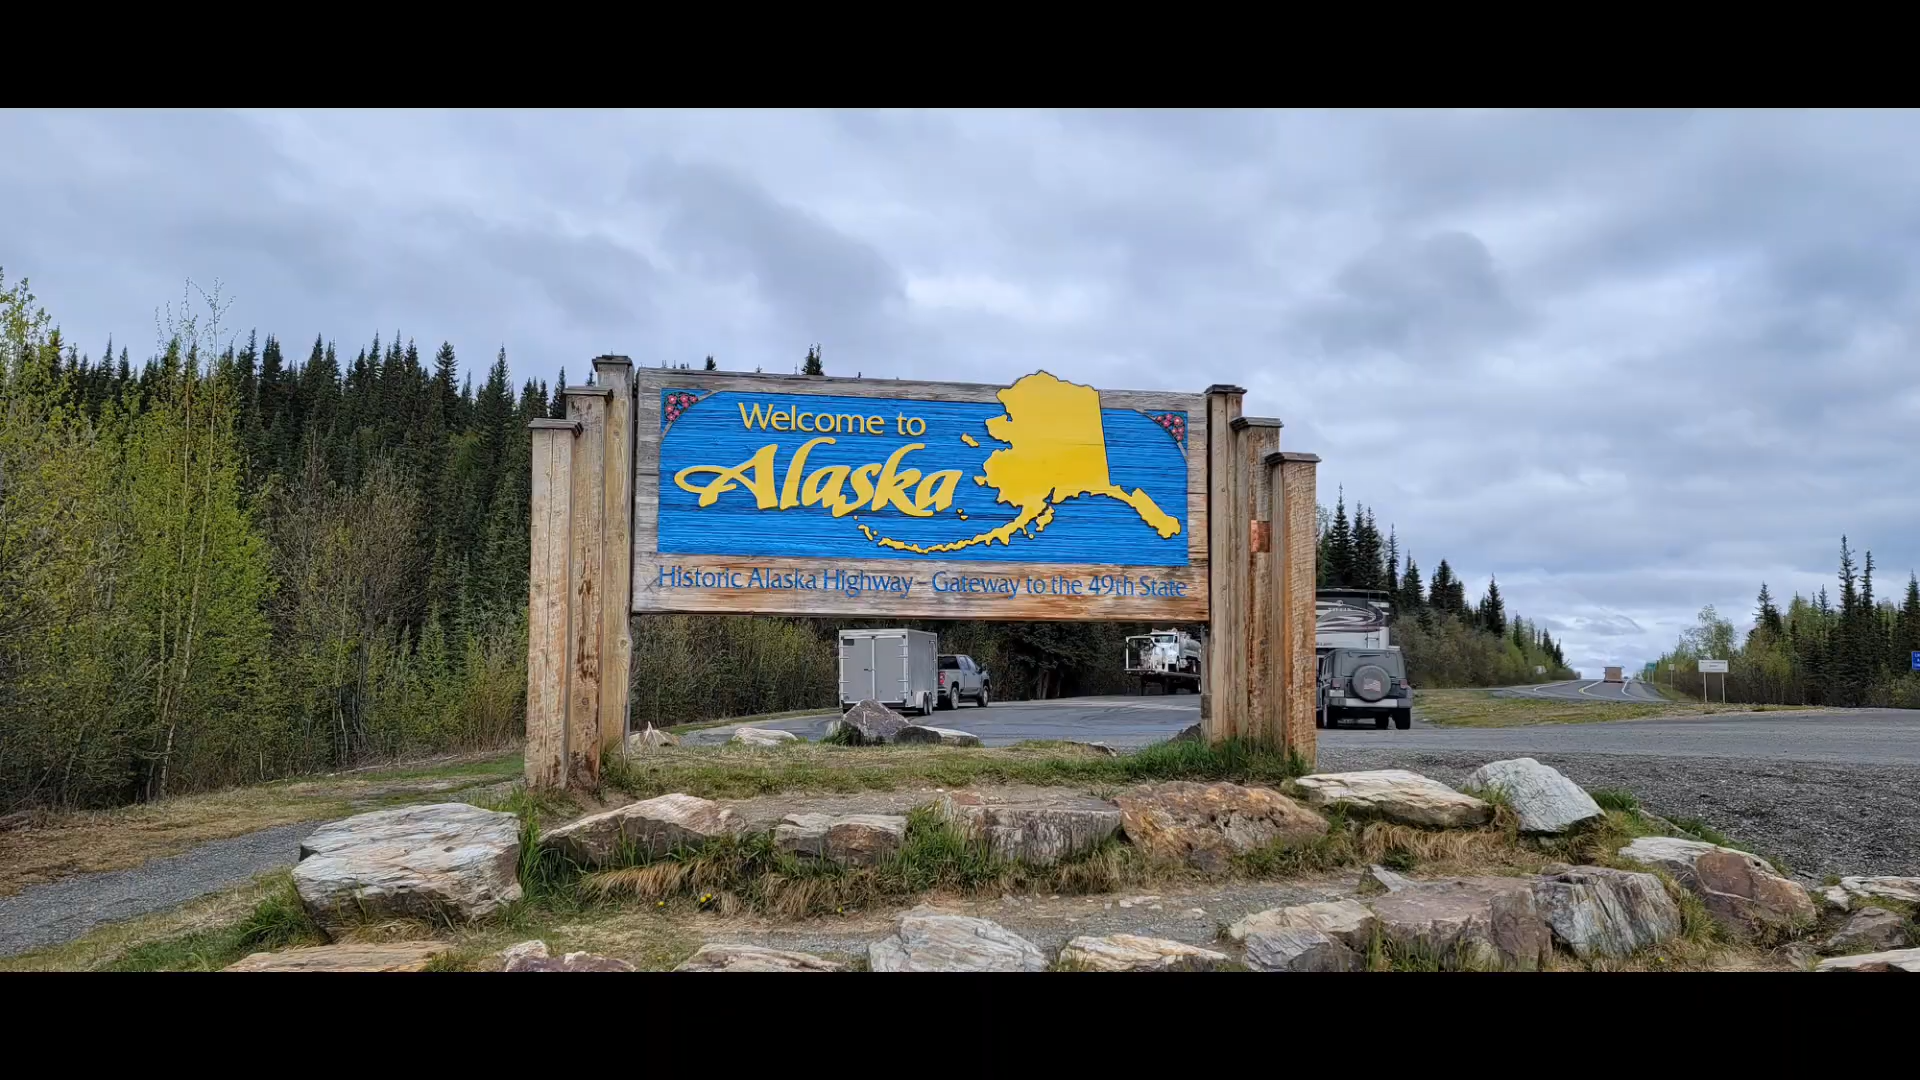 Welcome to
Alaska
Historic Alaska Highway - Gateway to the 49th State